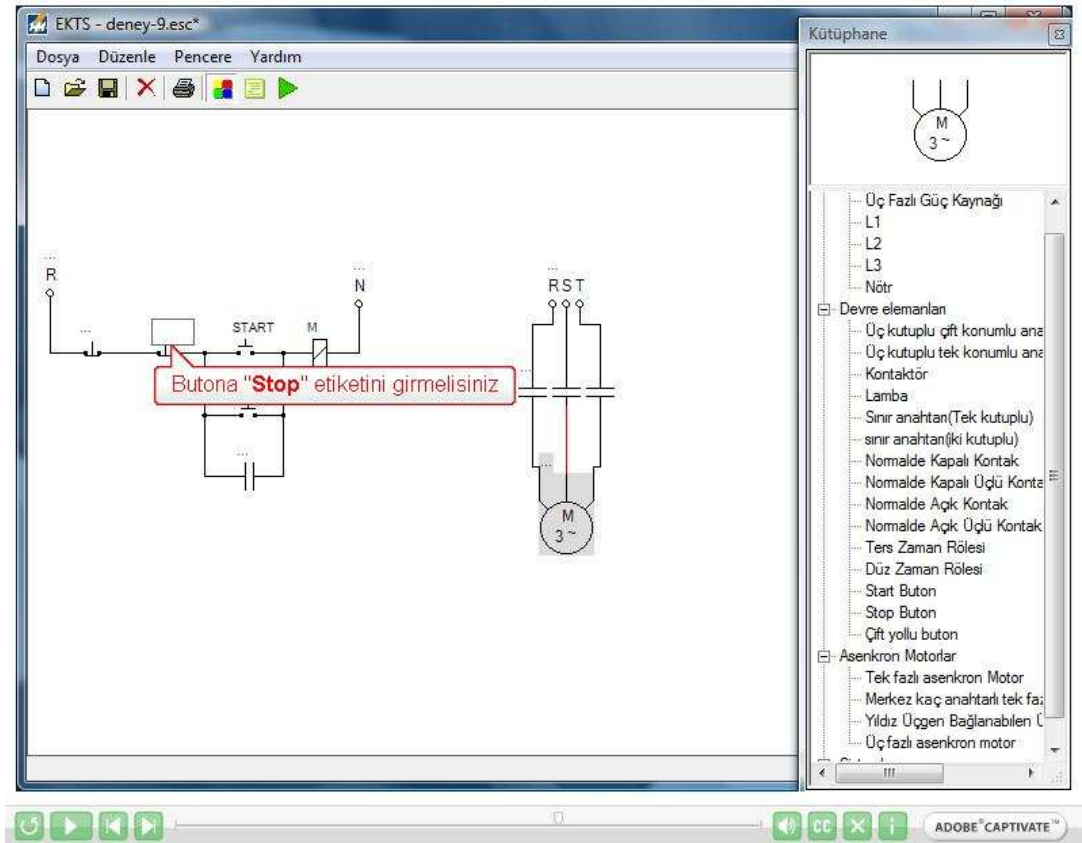 EKTS - deney-9.esc*
Dosya Düzenle Pencere Yardım
Kütüphane
M
3~
Üç Fazlı Güç Kaynağı
L1
L2
L3
Nötr
Devre elemanları
Üç kutuplu çift konumlu ana
Üç kutuplu tek konumlu ana
Kontaktör
Lamba
Sınır anahtarı(Tek kutuplu)
sınır anahtarı(iki kutuplu)
Normalde Kapalı Kontak
Normalde Kapalı Üçlü Konta
Normalde Açık Kontak
Normalde Açık Üçlü Kontak
Ters Zaman Rölesi
Düz Zaman Rölesi
Start Buton
Stop Buton
Çift yollu buton
Asenkron Motorlar
Tek fazlı asenkron Motor
Merkez kaç anahtarlı tek faz
Yıldız Üçgen Bağlanabilen Ü
Üç fazlı asenkron motor
...
R
...
N
...
R S T
...
START
M
Butona "Stop" etiketini girmelisiniz
...
...
...
M
3~
CC
i
ADOBE® CAPTIVATE™